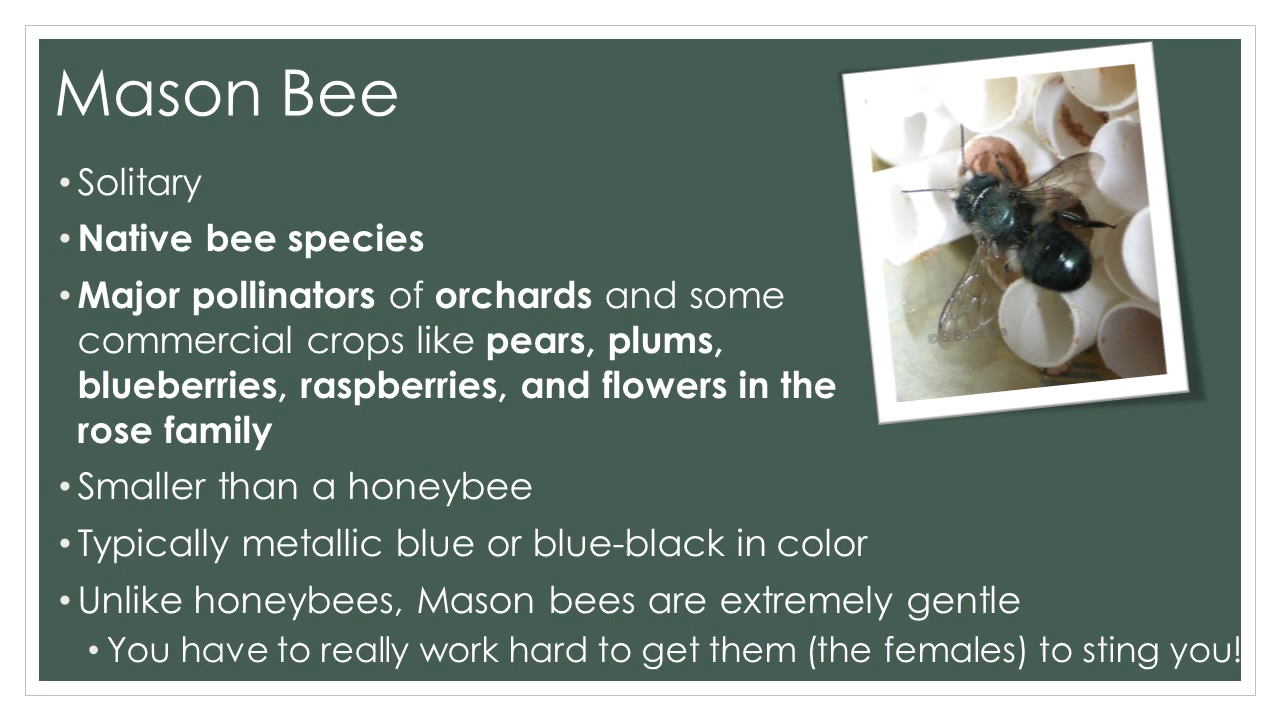 Mason Bee
• Solitary
• Native bee species
• Major pollinators of orchards and some
commercial crops like pears, plums,
blueberries, raspberries, and flowers in the
rose family
• Smaller than a honeybee
• Typically metallic blue or blue-black in color
• Unlike honeybees, Mason bees are extremely gentle
• You have to really work hard to get them (the females) to sting you!
© S